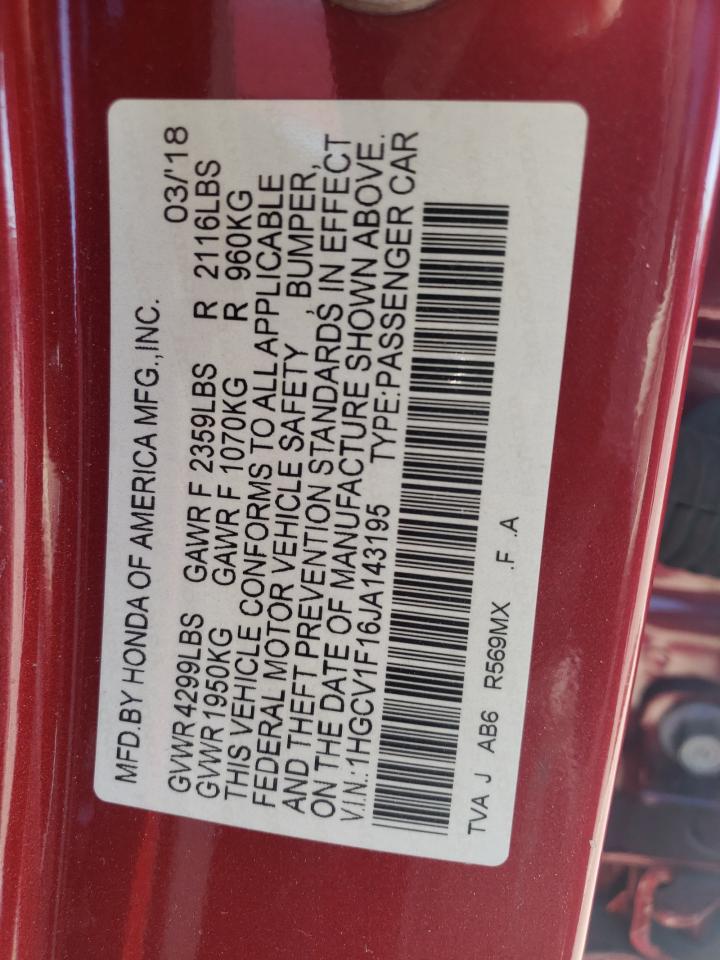 MFD.BY HONDA OF AMERICA MFG.,INC. 03/'18
GVWR 4299LBS GAWR F 2359LBS R 2116LBS
GVWR 1950KG GAWR F 1070KG R 960KG
THIS VEHICLE CONFORMS TO ALL APPLICABLE
FEDERAL MOTOR VEHICLE SAFETY , BUMPER,
AND THEFT PREVENTION STANDARDS IN EFFECT
ON THE DATE OF MANUFACTURE SHOWN ABOVE.
V.I.N.:1HGCV1F16JA143195 TYPE:PASSENGER CAR
TVA J AB6 R569MX .F .A